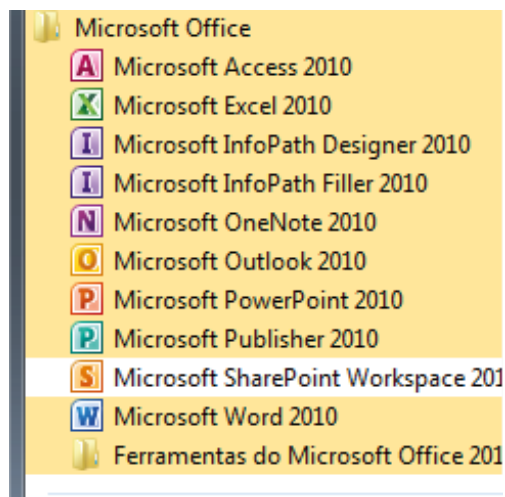 Microsoft Office
Microsoft Access 2010
Microsoft Excel 2010
Microsoft InfoPath Designer 2010
Microsoft InfoPath Filler 2010
Microsoft OneNote 2010
Microsoft Outlook 2010
Microsoft PowerPoint 2010
Microsoft Publisher 2010
Microsoft SharePoint Workspace 201
Microsoft Word 2010
Ferramentas do Microsoft Office 201